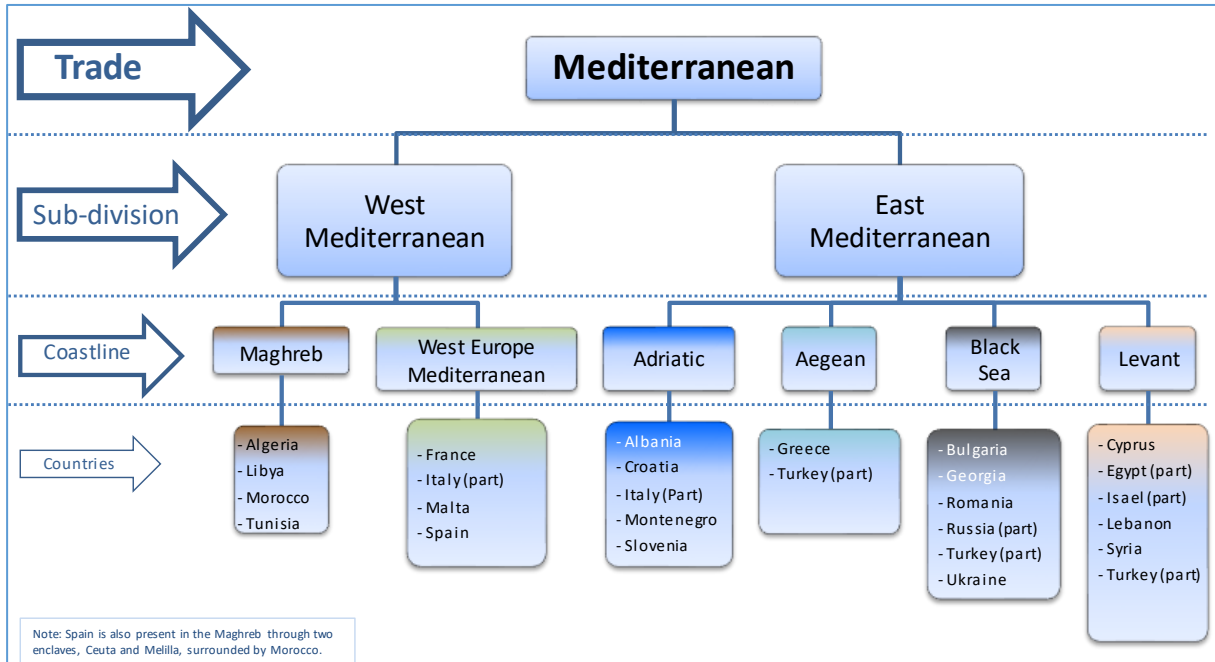 Trade
Mediterranean
Sub-division
West
Mediterranean
East
Mediterranean
Coastline
Maghreb
West Europe
Mediterranean
Adriatic
Aegean
Black
Sea
Levant
Countries
- Algeria
- Libya
- Morocco
- Tunisia
- France
- Italy (part)
- Malta
- Spain
- Albania
- Croatia
- Italy (Part)
- Montenegro
- Slovenia
- Greece
- Turkey (part)
- Bulgaria
- Georgia
- Romania
- Russia (part)
- Turkey (part)
- Ukraine
- Cyprus
- Egypt (part)
- Isael (part)
- Lebanon
- Syria
- Turkey (part)
Note: Spain is also present in the Maghreb through two
enclaves, Ceuta and Melilla, surrounded by Morocco.